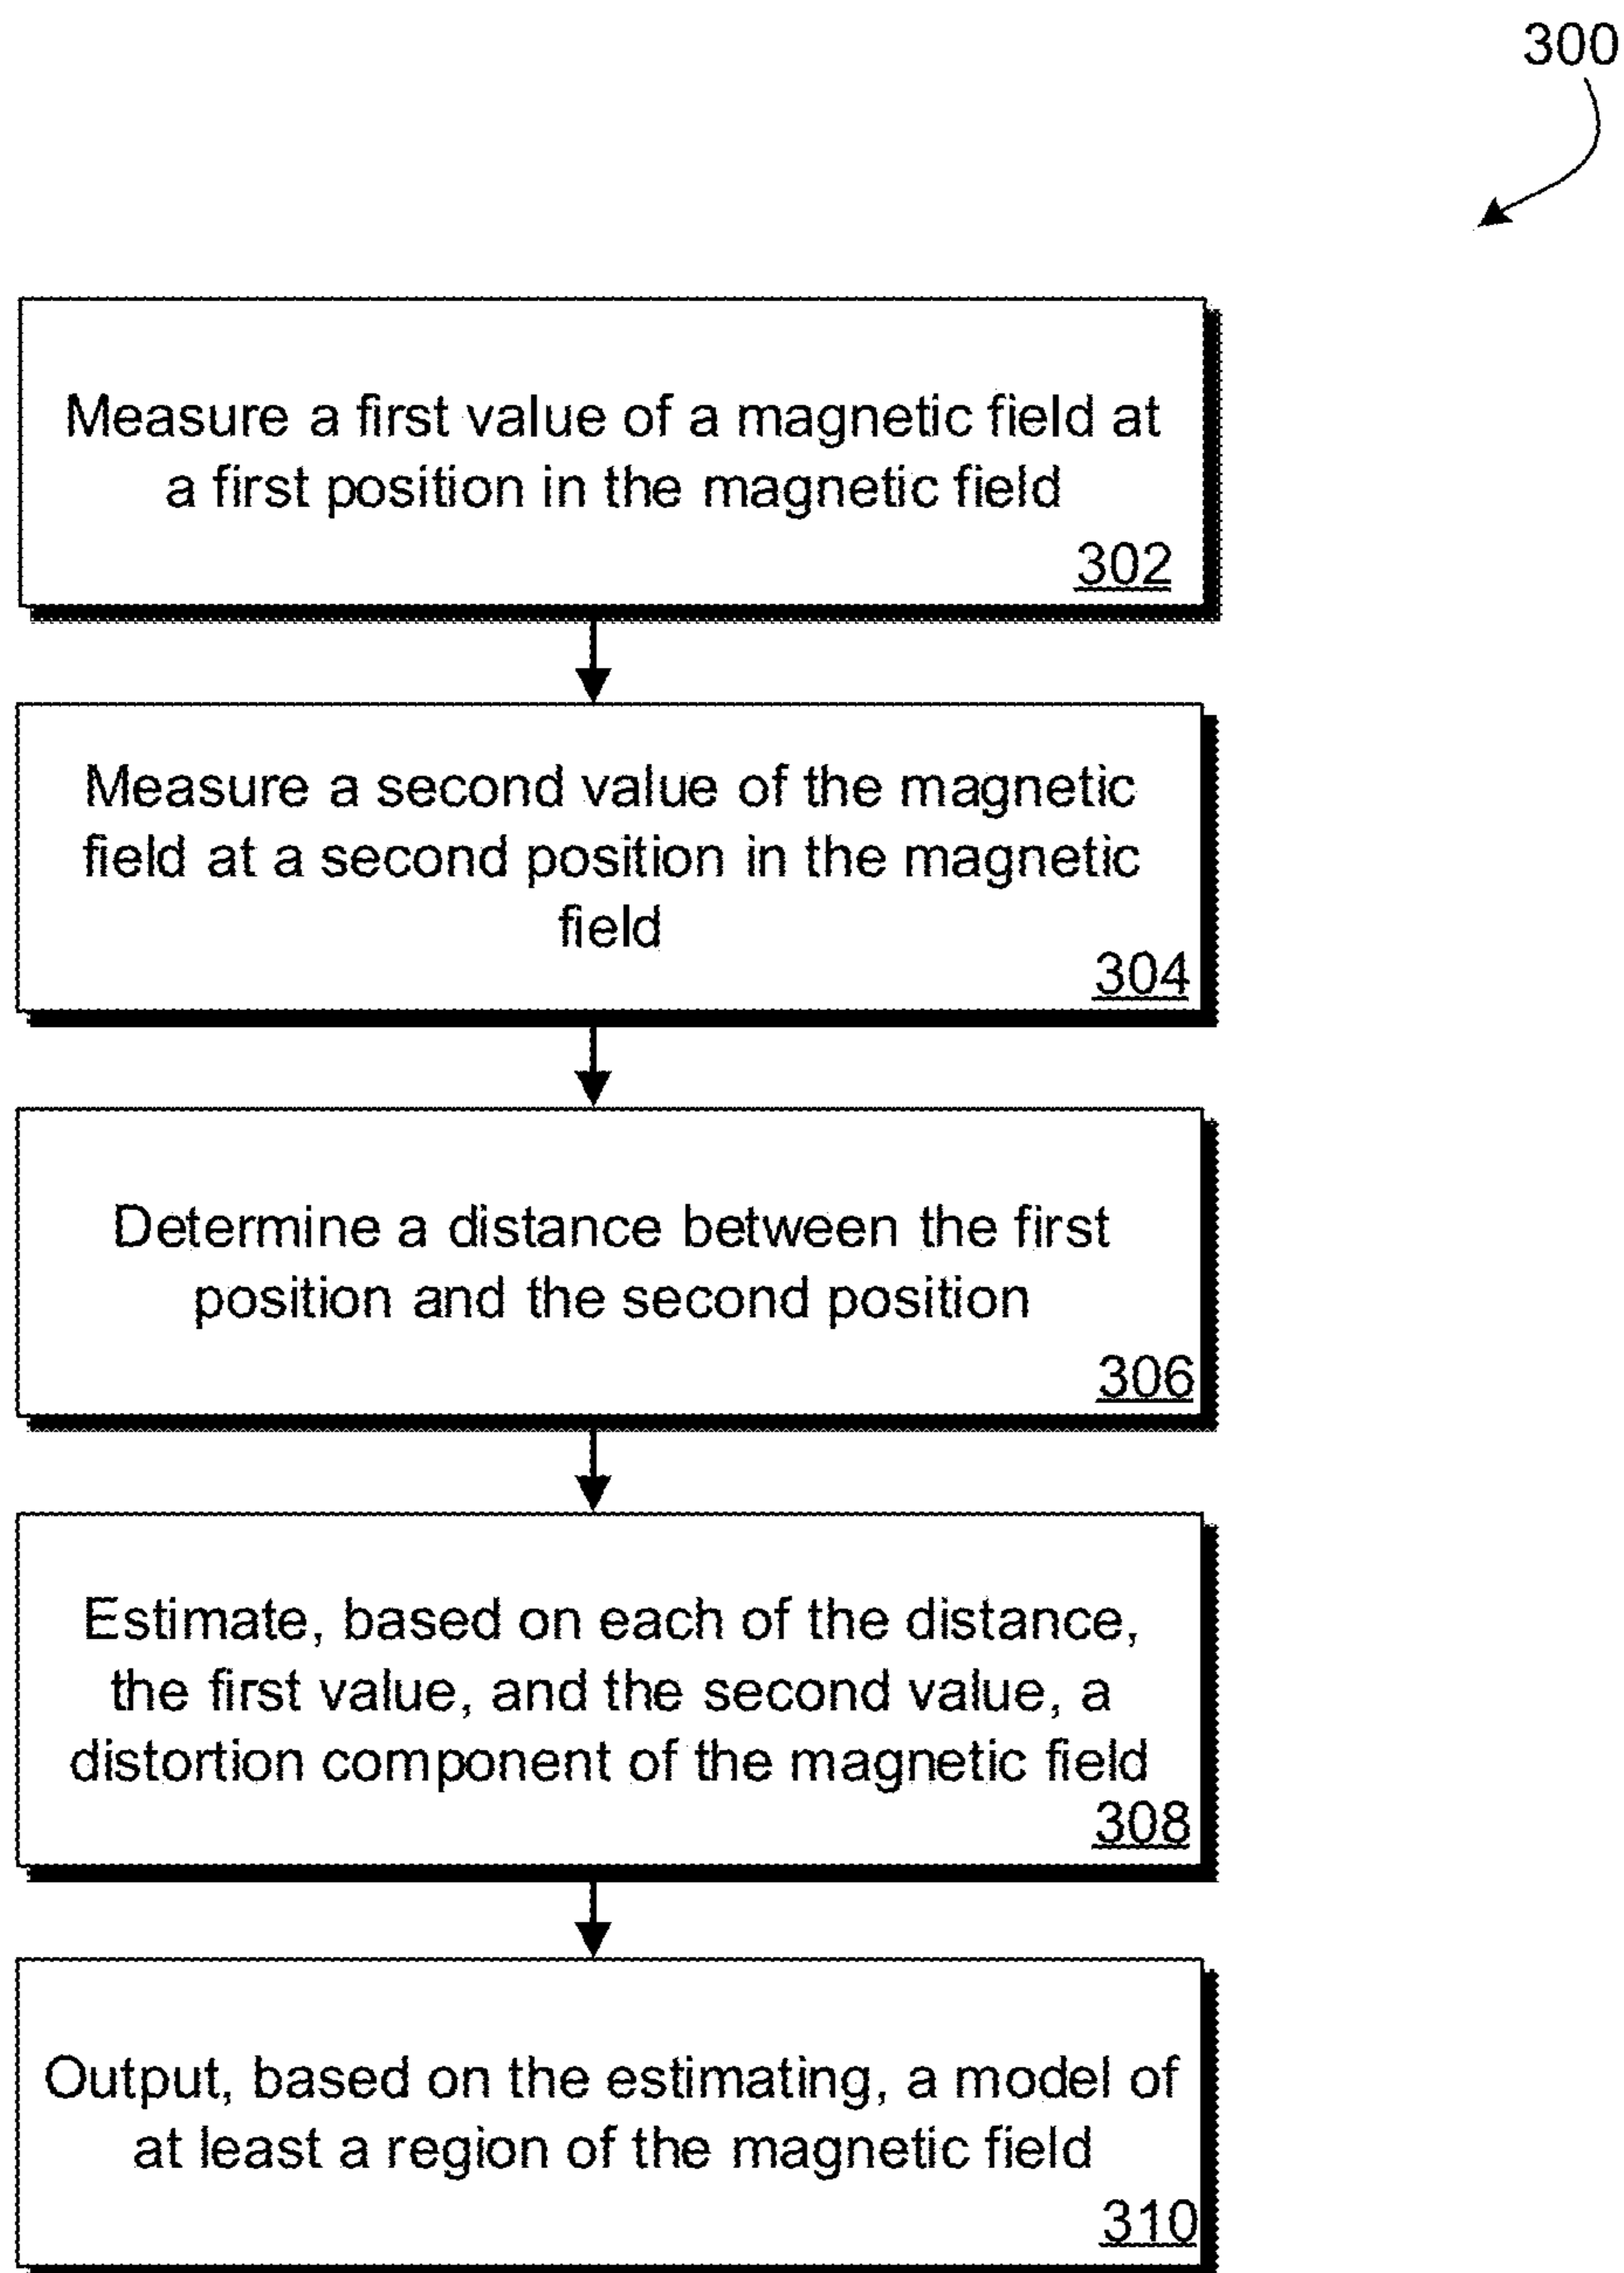 300
Measure a first value of a magnetic field at
a first position in the magnetic field
302
Measure a second value of the magnetic
field at a second position in the magnetic
field
304
Determine a distance between the first
position and the second position
306
Estimate, based on each of the distance,
the first value, and the second value, a
distortion component of the magnetic field
308
Output, based on the estimating, a model of
at least a region of the magnetic field
310